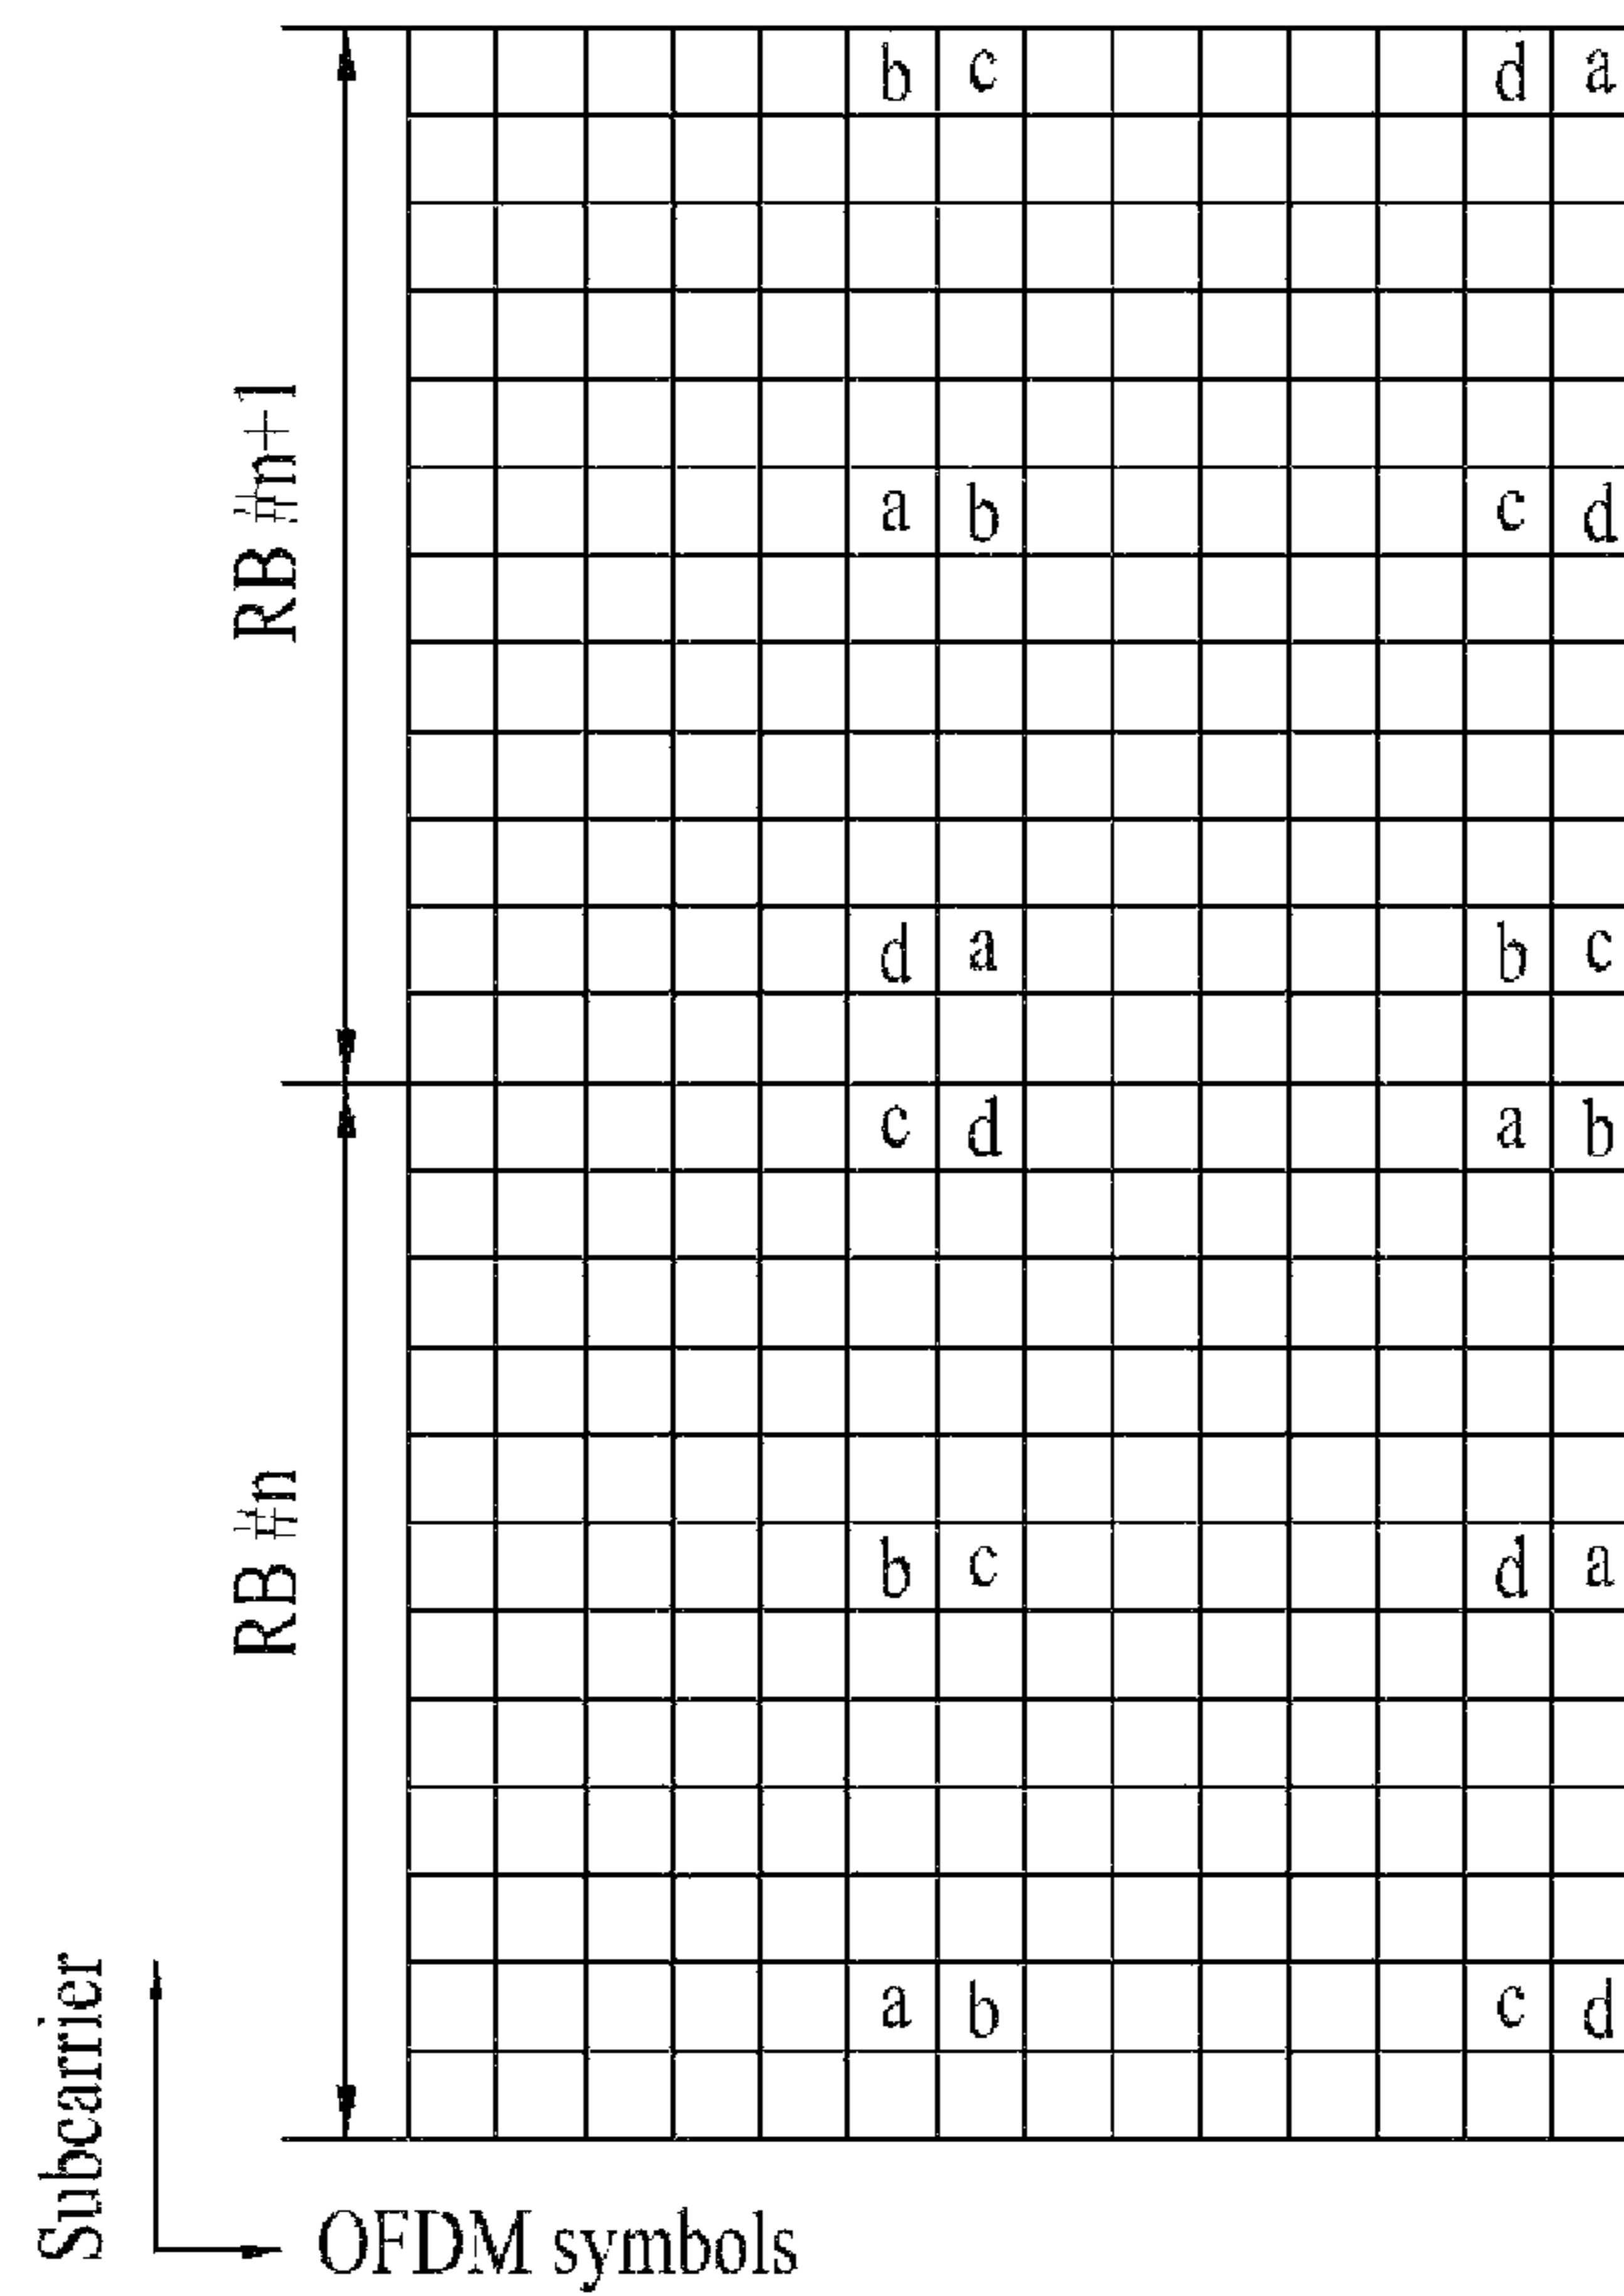 b c d a
RB #n+1
a b c d
d a b c
c d a b
RB #n
b c d a
a b c d
Subcarrier
OFDM symbols